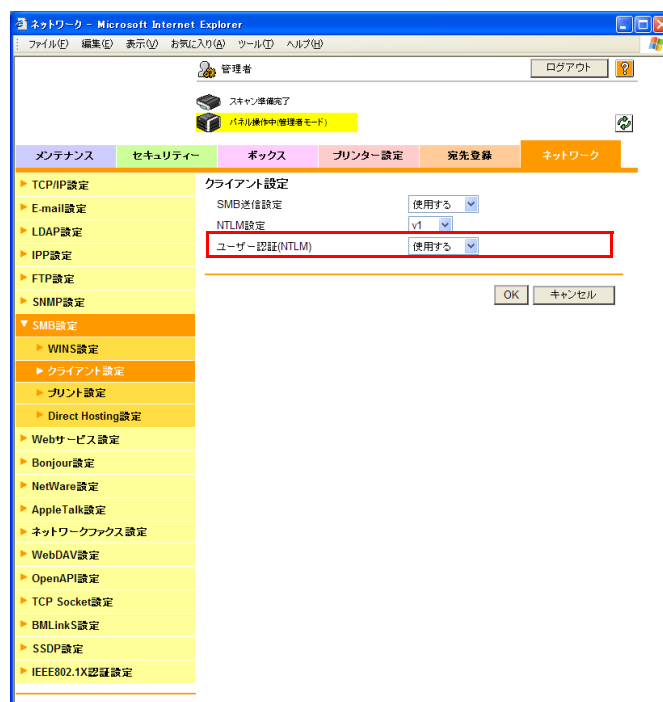 ネットワーク - Microsoft Internet Explorer
ファイル(F) 編集(E) 表示(V) お気に入り(A) ツール(T) ヘルプ(H)
管理者
ログアウト
?
スキャン準備完了
パネル操作中(管理者モード)
メンテナンス
セキュリティー
ボックス
プリンター設定
宛先登録
ネットワーク
TCP/IP設定
E-mail設定
LDAP設定
IPP設定
FTP設定
SNMP設定
SMB設定
WINS設定
クライアント設定
プリント設定
Direct Hosting設定
Webサービス設定
Bonjour設定
NetWare設定
AppleTalk設定
ネットワークファクス設定
WebDAV設定
OpenAPI設定
TCP Socket設定
BMLinkS設定
SSDP設定
IEEE802.1X認証設定
クライアント設定
SMB送信設定 使用する
NTLM設定 v1
ユーザー認証(NTLM) 使用する
OK キャンセル